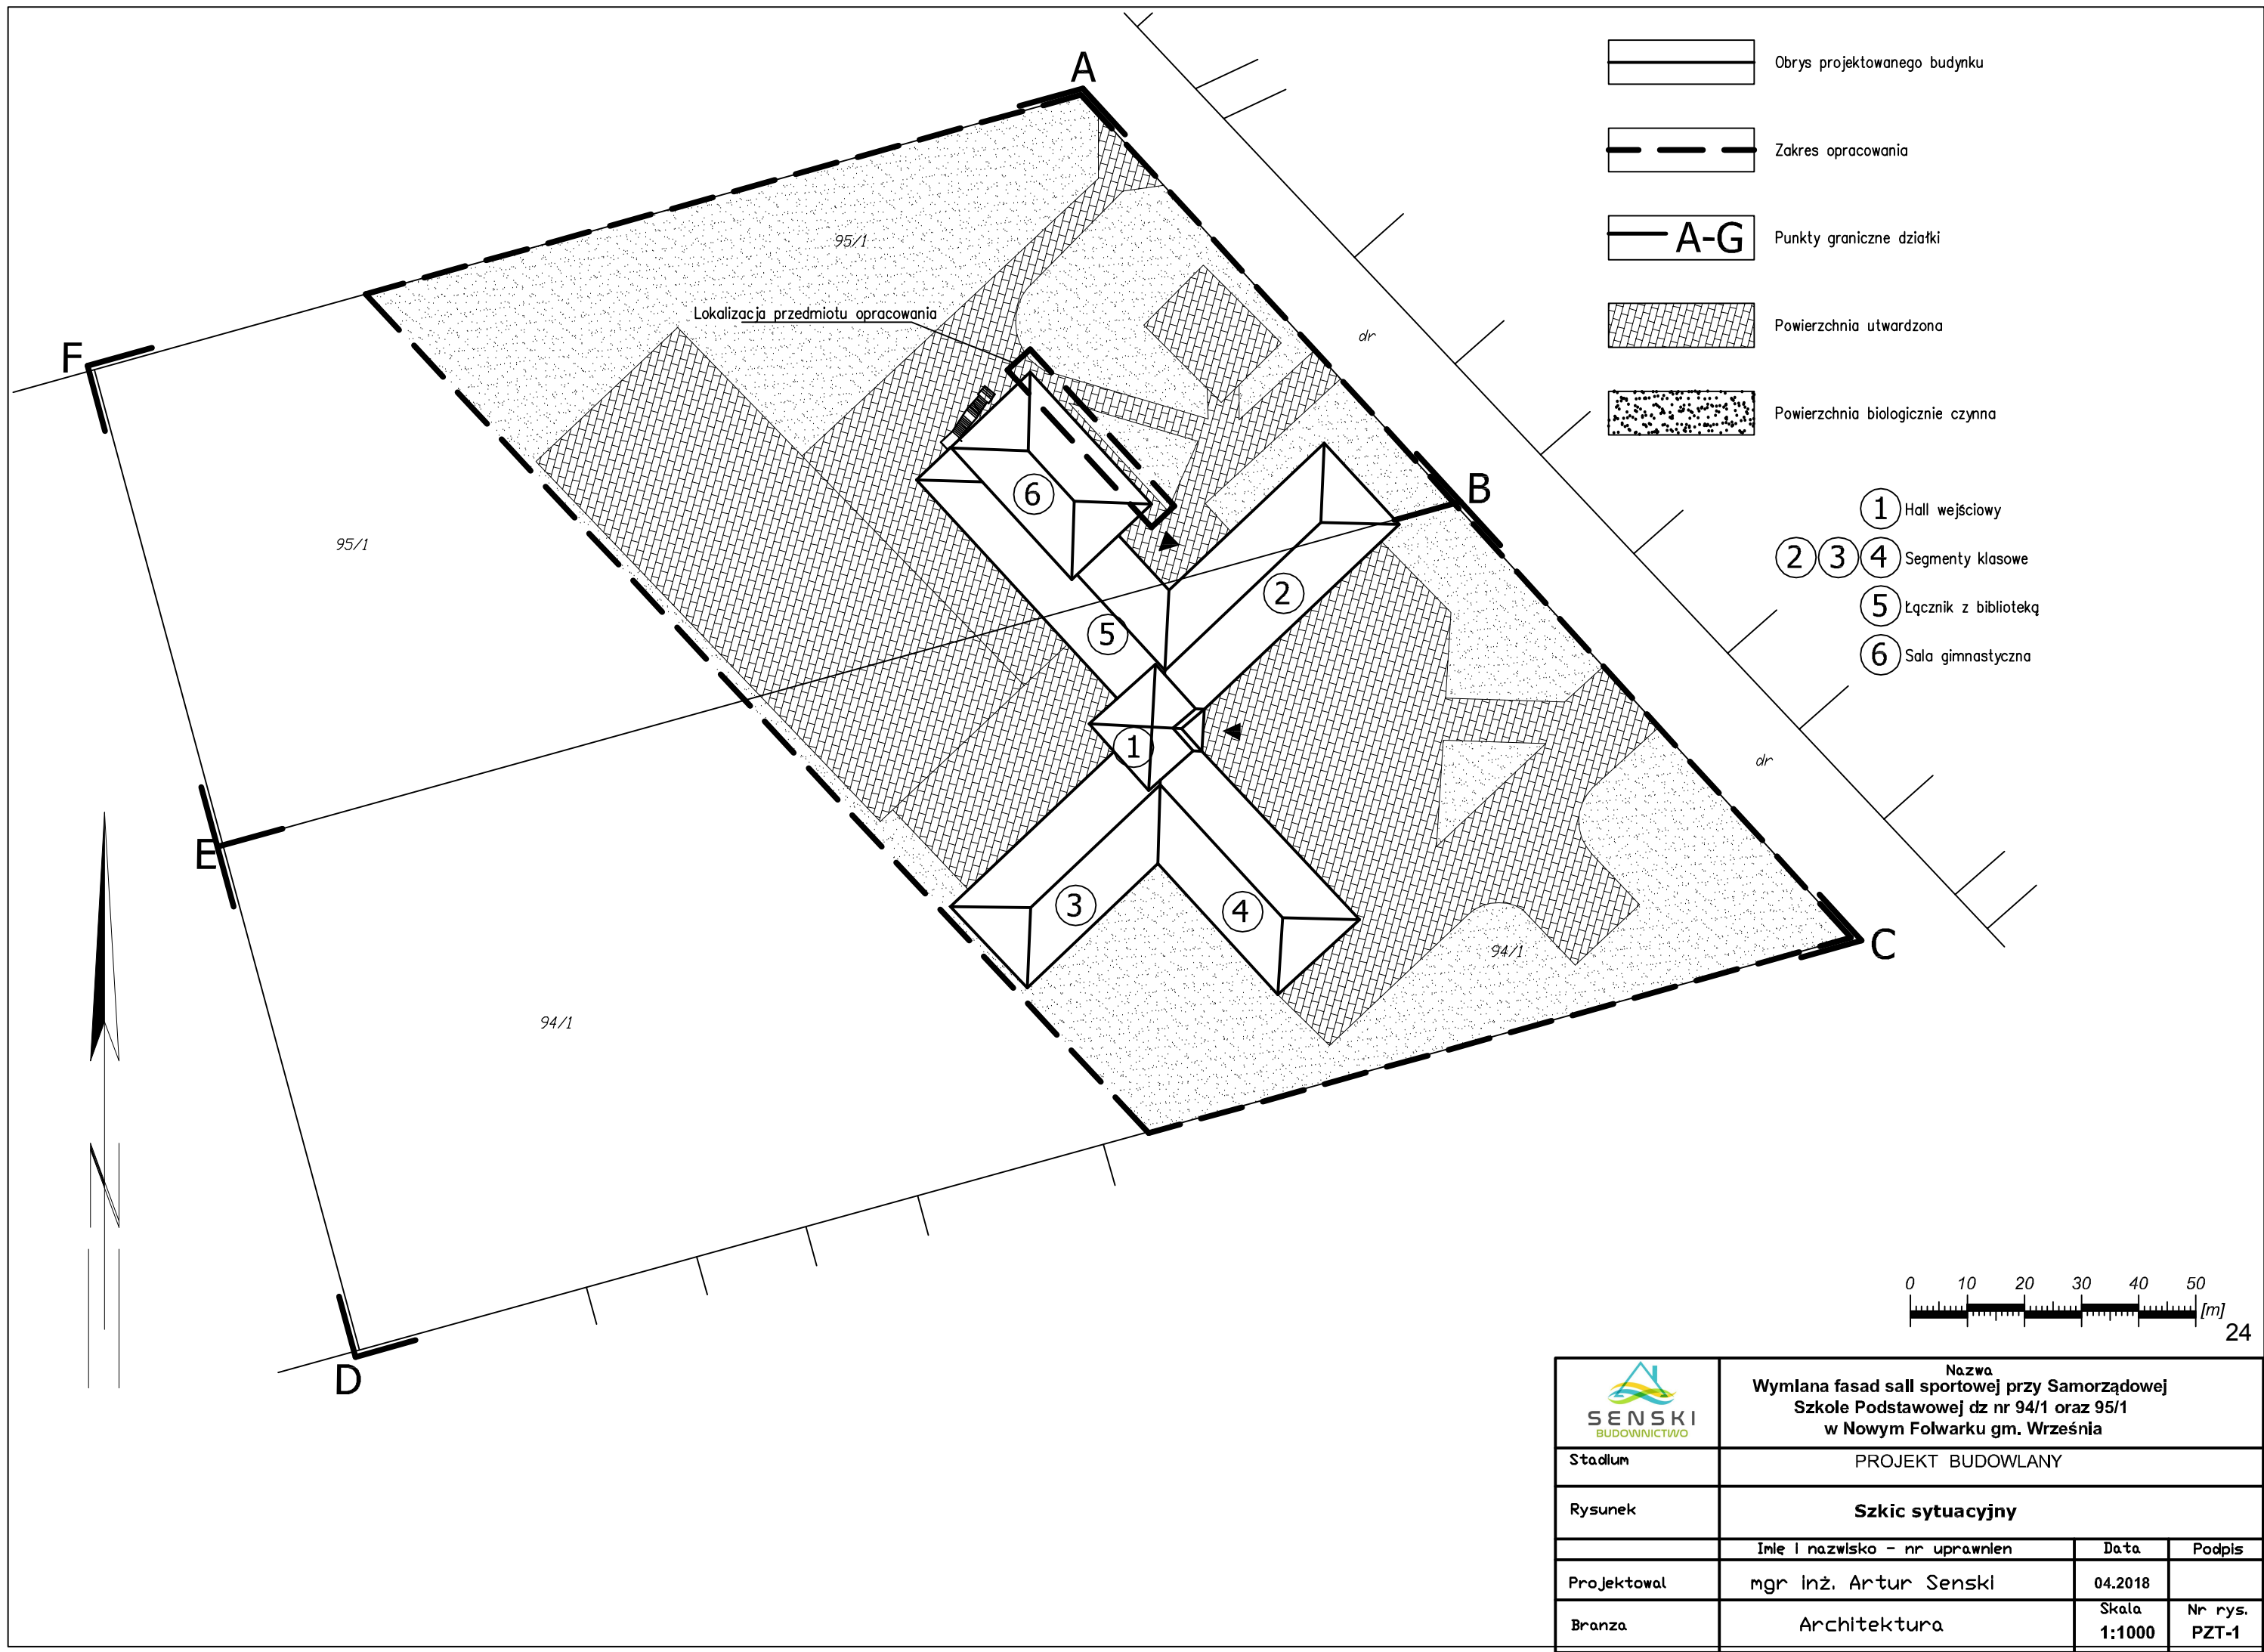 A
Obrys projektowanego budynku
Zakres opracowania
A-G Punkty graniczne działki
Powierzchnia utwardzona
Powierzchnia biologicznie czynna
95/1
Lokalizacja przedmiotu opracowania
dr
F
B
6
1 Hall wejściowy
2 3 4 Segmenty klasowe
5 Łącznik z biblioteką
6 Sala gimnastyczna
95/1
2
5
1
dr
E
3
4
94/1
C
94/1
N
D
0 10 20 30 40 50
[m]
24
SENSKI
BUDOWNICTWO
Nazwa
Wymiana fasad sali sportowej przy Samorządowej
Szkole Podstawowej dz nr 94/1 oraz 95/1
w Nowym Folwarku gm. Września
Stadium PROJEKT BUDOWLANY
Rysunek Szkic sytuacyjny
Imię i nazwisko - nr uprawnien Data Podpis
Projektowal mgr inż. Artur Senski 04.2018
Branza Architektura Skala 1:1000 Nr rys. PZT-1